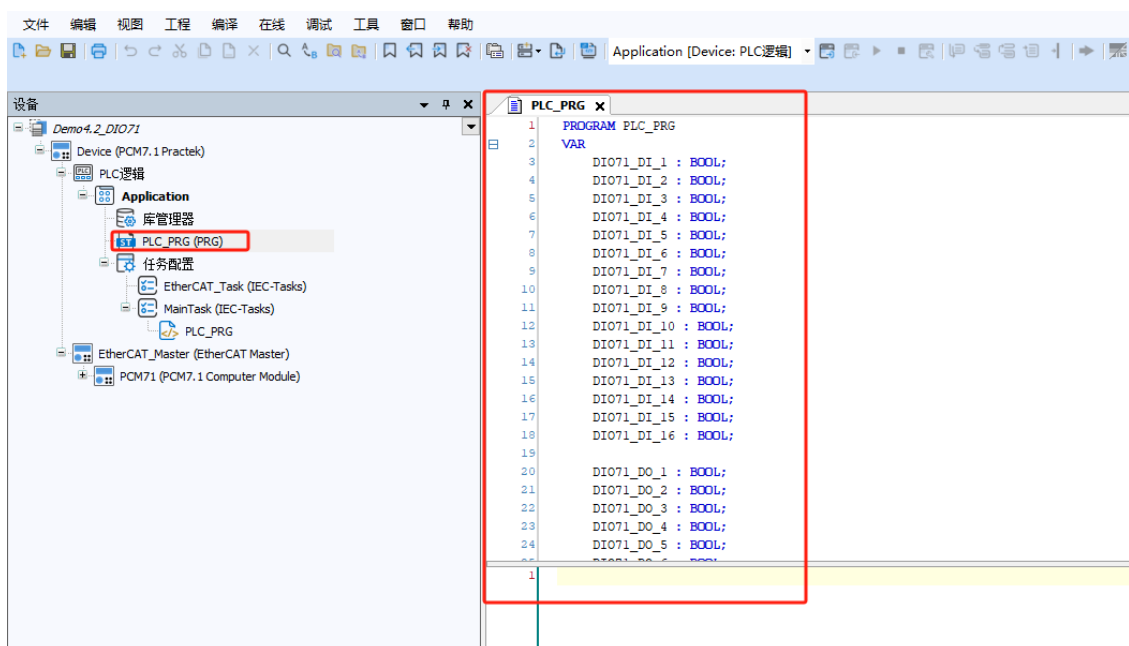 文件 编辑 视图 工程 编译 在线 调试 工具 窗口 帮助
Application [Device: PLC逻辑]
设备
Demo4.2_DIO71
Device (PCM7.1 Practek)
PLC逻辑
Application
库管理器
PLC_PRG (PRG)
任务配置
EtherCAT_Task (IEC-Tasks)
MainTask (IEC-Tasks)
PLC_PRG
EtherCAT_Master (EtherCAT Master)
PCM71 (PCM7.1 Computer Module)
PLC_PRG
1 PROGRAM PLC_PRG
2 VAR
3 DIO71_DI_1 : BOOL;
4 DIO71_DI_2 : BOOL;
5 DIO71_DI_3 : BOOL;
6 DIO71_DI_4 : BOOL;
7 DIO71_DI_5 : BOOL;
8 DIO71_DI_6 : BOOL;
9 DIO71_DI_7 : BOOL;
10 DIO71_DI_8 : BOOL;
11 DIO71_DI_9 : BOOL;
12 DIO71_DI_10 : BOOL;
13 DIO71_DI_11 : BOOL;
14 DIO71_DI_12 : BOOL;
15 DIO71_DI_13 : BOOL;
16 DIO71_DI_14 : BOOL;
17 DIO71_DI_15 : BOOL;
18 DIO71_DI_16 : BOOL;
19
20 DIO71_DO_1 : BOOL;
21 DIO71_DO_2 : BOOL;
22 DIO71_DO_3 : BOOL;
23 DIO71_DO_4 : BOOL;
24 DIO71_DO_5 : BOOL;
1